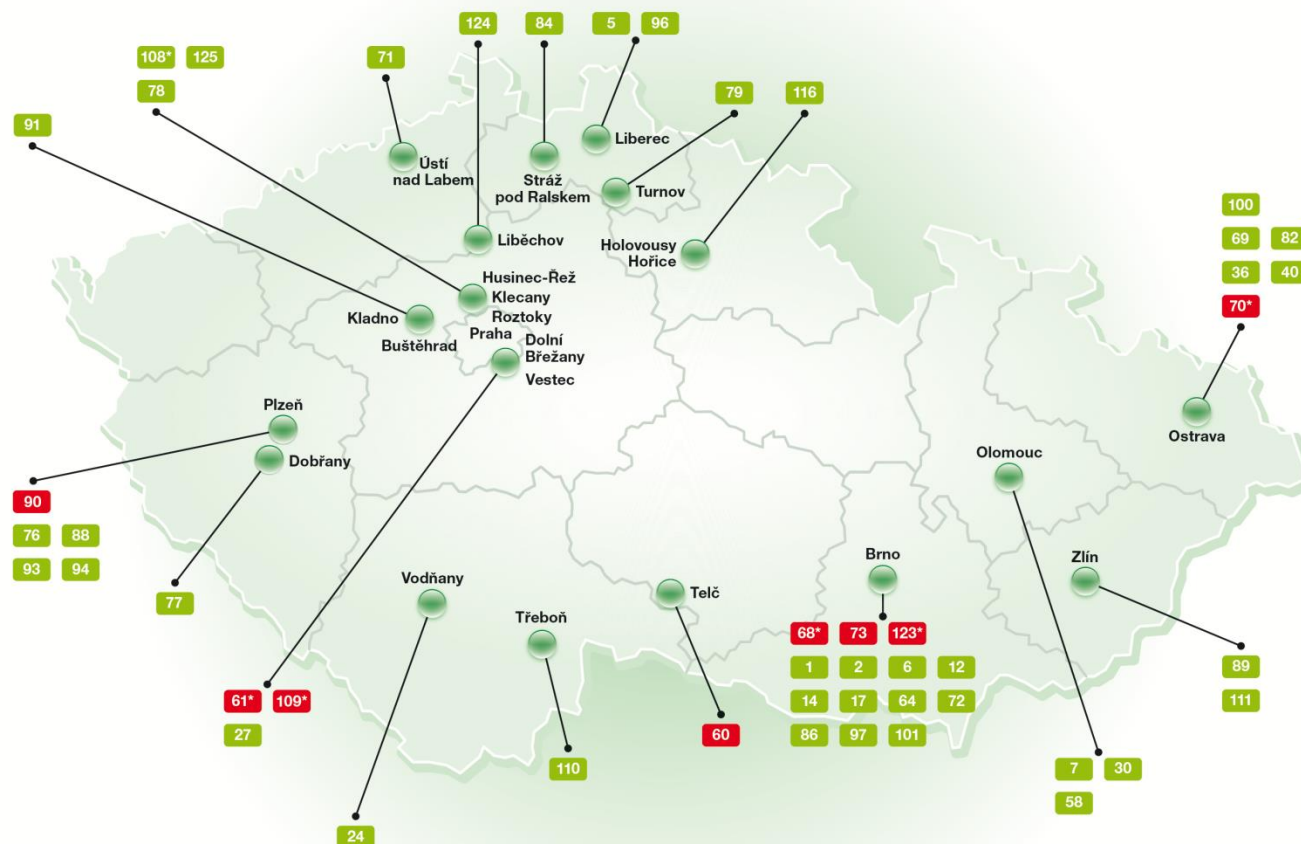 124
84
5 96
108* 125
71
78
79
116
91
Liberec
Ústí
nad Labem
Stráž
pod Ralskem
Turnov
100
69 82
36 40
70*
Liběchov
Holovousy
Hořice
Husinec-Řež
Klecany
Roztoky
Kladno
Buštěhrad
Praha
Dolní
Břežany
Vestec
Plzeň
Dobřany
Ostrava
Olomouc
90
76 88
93 94
77
Vodňany
Třeboň
Telč
Brno
Zlín
68* 73 123*
1 2 6 12
14 17 64 72
86 97 101
89
111
61* 109*
27
60
110
7 30
58
24